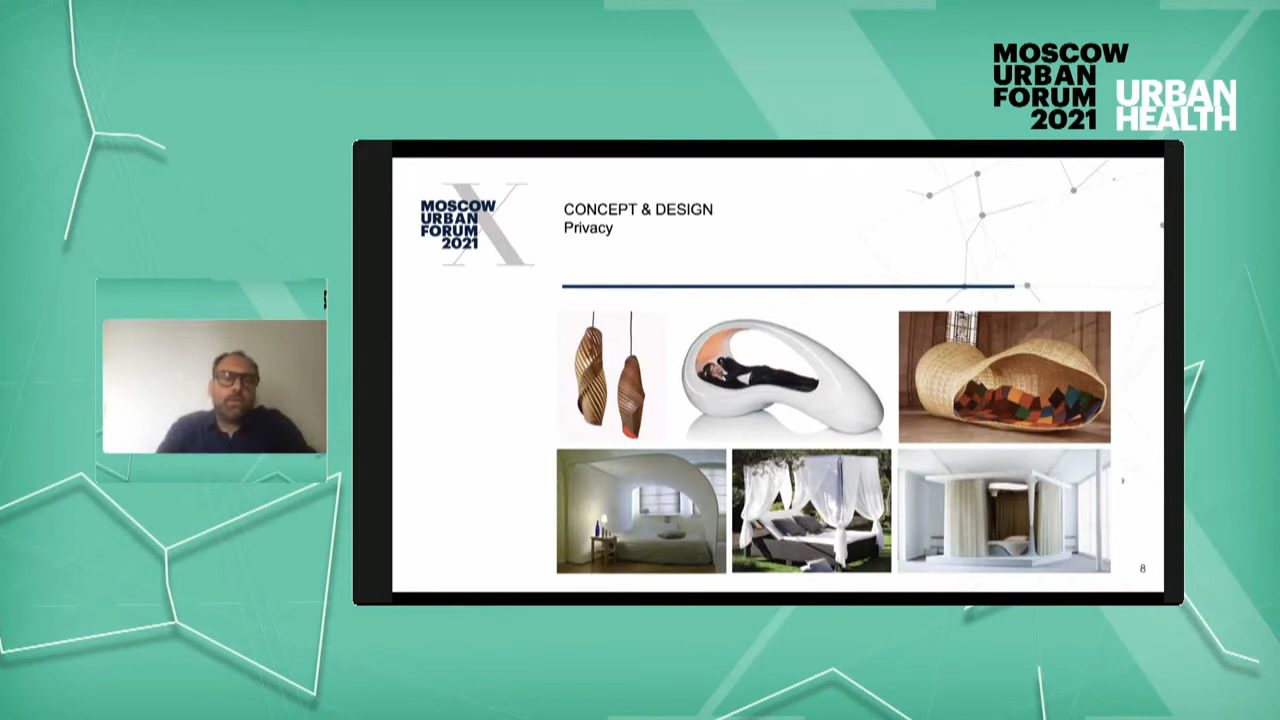 MOSCOW
URBAN
FORUM
2021
URBAN
HEALTH
MOSCOW
URBAN
FORUM
2021
X
CONCEPT & DESIGN
Privacy
8